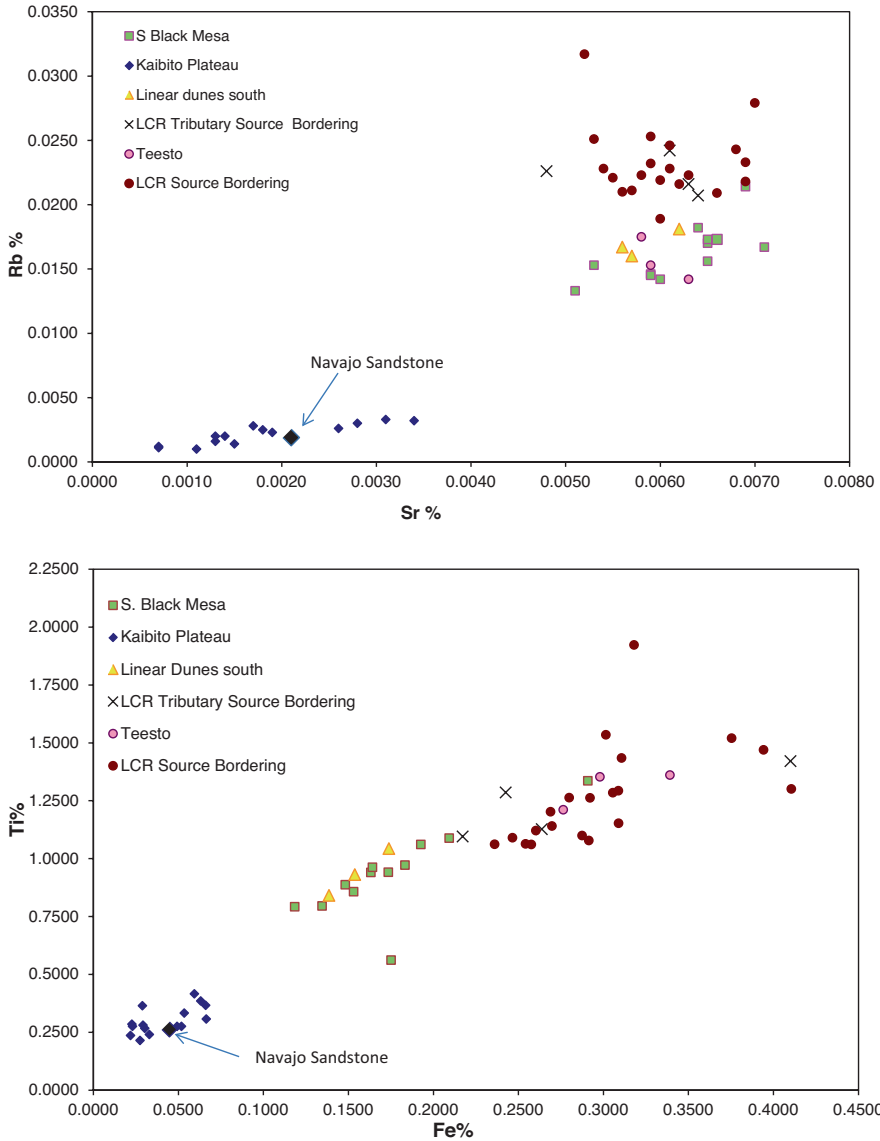 0.0350
0.0300
0.0250
0.0200
0.0150
0.0100
0.0050
0.0000
Rb %
S Black Mesa
Kaibito Plateau
Linear dunes south
LCR Tributary Source Bordering
Teesto
LCR Source Bordering
Navajo Sandstone
0.0000 0.0010 0.0020 0.0030 0.0040 0.0050 0.0060 0.0070 0.0080
Sr %
2.2500
2.0000
1.7500
1.5000
1.2500
1.0000
0.7500
0.5000
0.2500
0.0000
Ti%
S. Black Mesa
Kaibito Plateau
Linear Dunes south
LCR Tributary Source Bordering
Teesto
LCR Source Bordering
Navajo Sandstone
0.0000 0.0500 0.1000 0.1500 0.2000 0.2500 0.3000 0.3500 0.4000 0.4500
Fe%